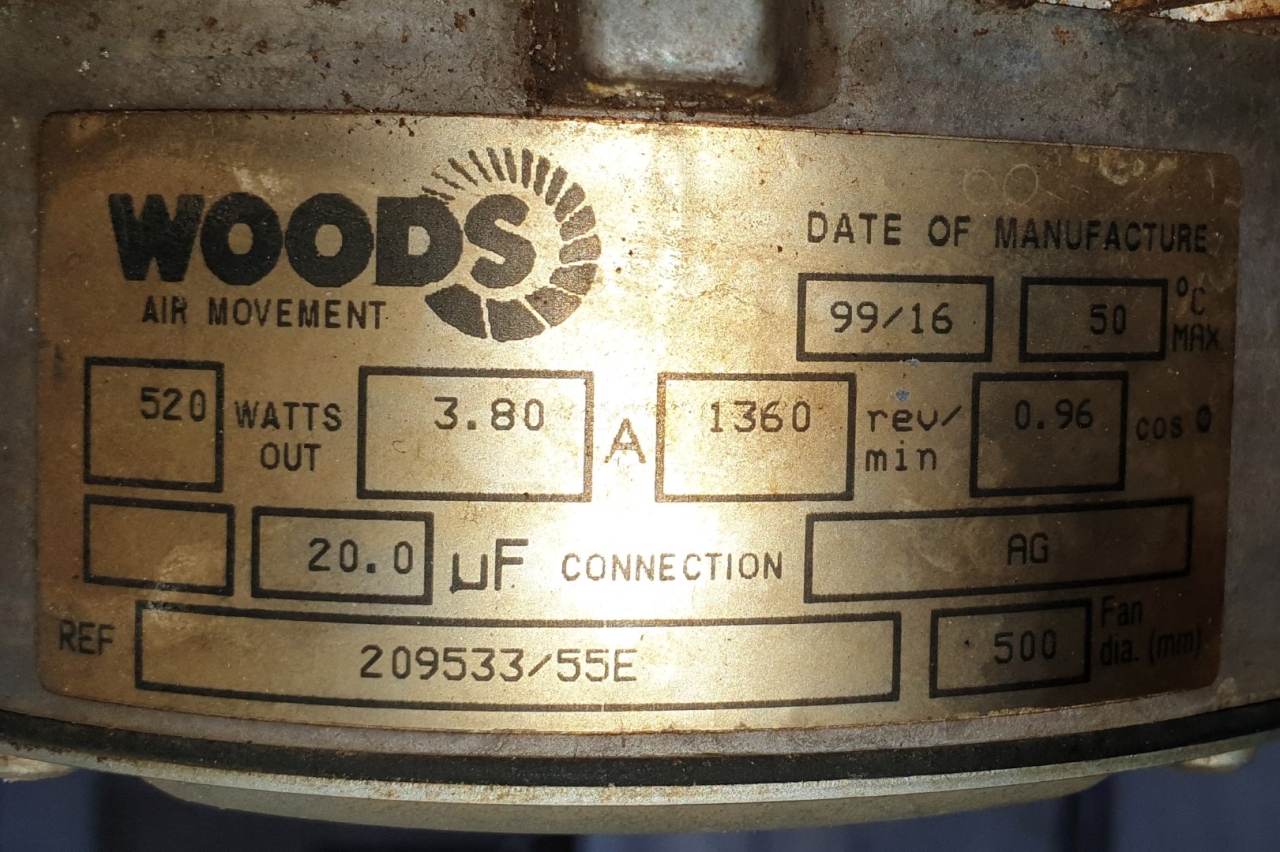 WOODS
AIR MOVEMENT
DATE OF MANUFACTURE
99/16 50 °C MAX
520 WATTS OUT 3.80 A 1360 rev/min 0.96 cos Φ
20.0 µF CONNECTION AG
REF 209533/55E 500 Fan dia. (mm)